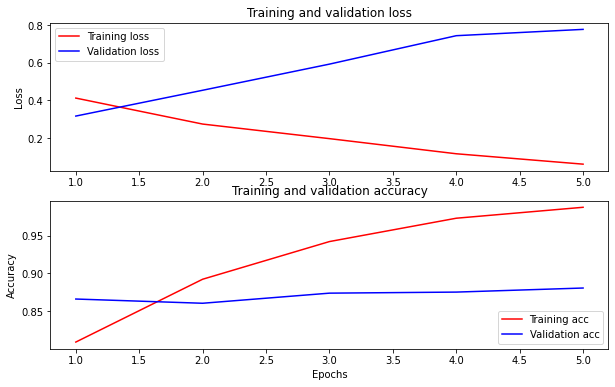 Training and validation loss
Training loss
Validation loss
Loss
0.8
0.6
0.4
0.2
1.0 1.5 2.0 2.5 3.0 3.5 4.0 4.5 5.0
Training and validation accuracy
Accuracy
0.95
0.90
0.85
Training acc
Validation acc
1.0 1.5 2.0 2.5 3.0 3.5 4.0 4.5 5.0
Epochs